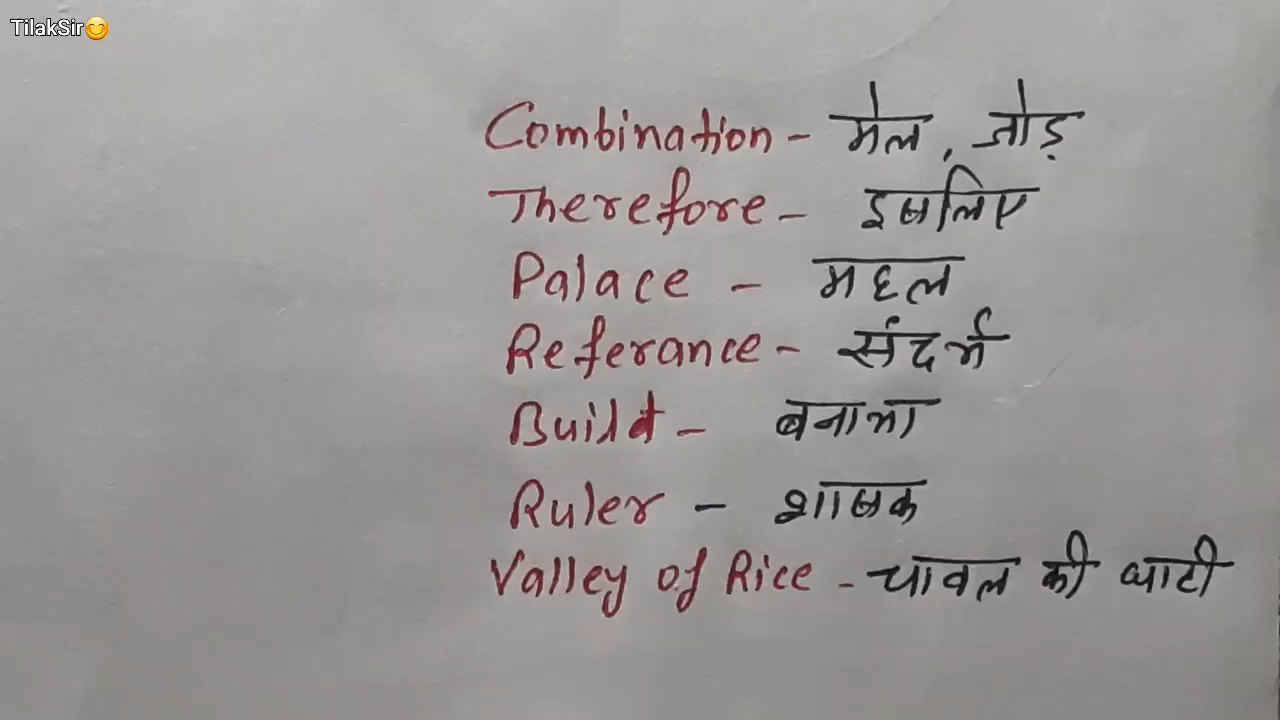 TilakSir😊
Combination - मेल, जोड़
Therefore - इसलिए
Palace - महल
Referance - संदर्भ
Build - बनाना
Ruler - शासक
Valley of Rice - चावल की घाटी